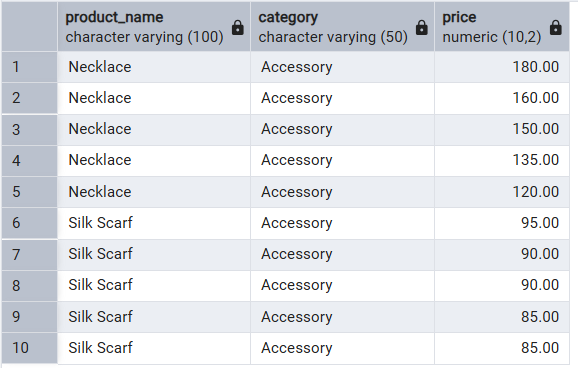 product_name category price
character varying (100) character varying (50) numeric (10,2)
1 Necklace Accessory 180.00
2 Necklace Accessory 160.00
3 Necklace Accessory 150.00
4 Necklace Accessory 135.00
5 Necklace Accessory 120.00
6 Silk Scarf Accessory 95.00
7 Silk Scarf Accessory 90.00
8 Silk Scarf Accessory 90.00
9 Silk Scarf Accessory 85.00
10 Silk Scarf Accessory 85.00